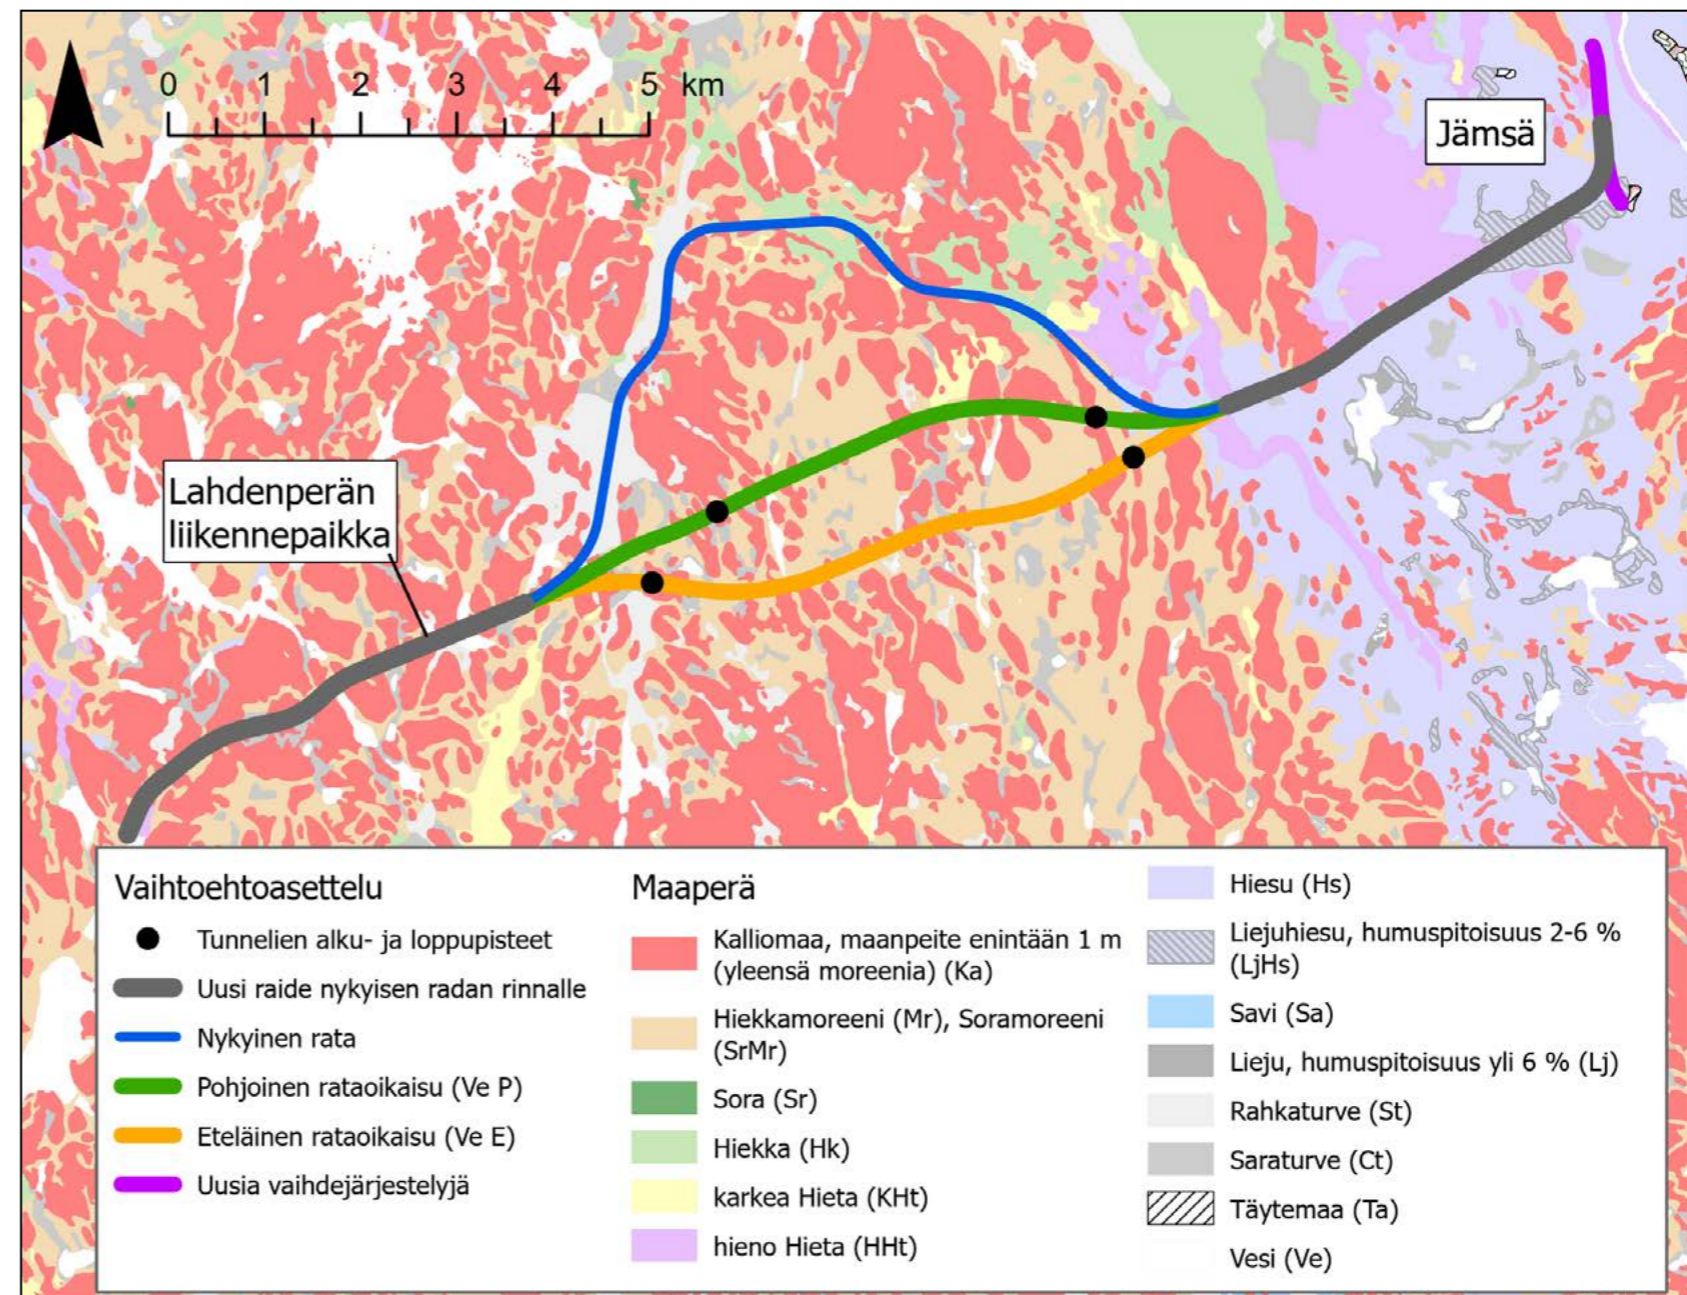 0 1 2 3 4 5 km
Jämsä
Lahdenperän
liikennepaikka
Vaihtoehtoasettelu
Tunnelien alku- ja loppupisteet
Uusi raide nykyisen radan rinnalle
Nykyinen rata
Pohjoinen rataoikaisu (Ve P)
Eteläinen rataoikaisu (Ve E)
Uusia vaihdejärjestelyjä
Maaperä
Kalliomaa, maanpeite enintään 1 m
(yleensä moreenia) (Ka)
Hiekkamoreeni (Mr), Soramoreeni
(SrMr)
Sora (Sr)
Hiekka (Hk)
karkea Hieta (KHt)
hieno Hieta (HHt)
Hiesu (Hs)
Liejuhiesu, humuspitoisuus 2-6 %
(LjHs)
Savi (Sa)
Lieju, humuspitoisuus yli 6 % (Lj)
Rahkaturve (St)
Saraturve (Ct)
Täytemaa (Ta)
Vesi (Ve)